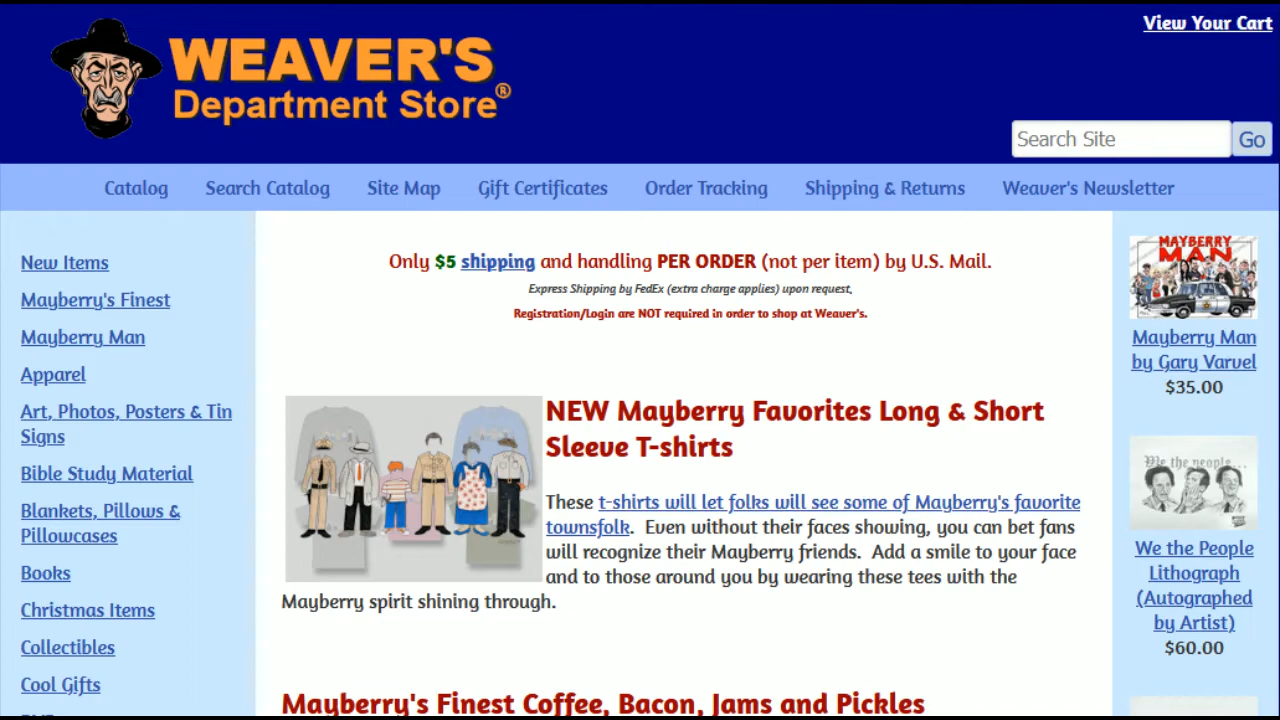 View Your Cart
WEAVER'S
Department Store®
Search Site
Go
Catalog
Search Catalog
Site Map
Gift Certificates
Order Tracking
Shipping & Returns
Weaver's Newsletter
New Items
Mayberry's Finest
Mayberry Man
Apparel
Art, Photos, Posters & Tin
Signs
Bible Study Material
Blankets, Pillows &
Pillowcases
Books
Christmas Items
Collectibles
Cool Gifts
Only $5 shipping and handling PER ORDER (not per item) by U.S. Mail.
Express Shipping by FedEx (extra charge applies) upon request.
Registration/Login are NOT required in order to shop at Weaver's.
NEW Mayberry Favorites Long & Short
Sleeve T-shirts
These t-shirts will let folks will see some of Mayberry's favorite
townsfolk. Even without their faces showing, you can bet fans
will recognize their Mayberry friends. Add a smile to your face
and to those around you by wearing these tees with the
Mayberry spirit shining through.
Mayberry's Finest Coffee, Bacon, Jams and Pickles
MAYBERRY
MAN
Mayberry Man
by Gary Varvel
$35.00
We the people...
We the People
Lithograph
(Autographed
by Artist)
$60.00